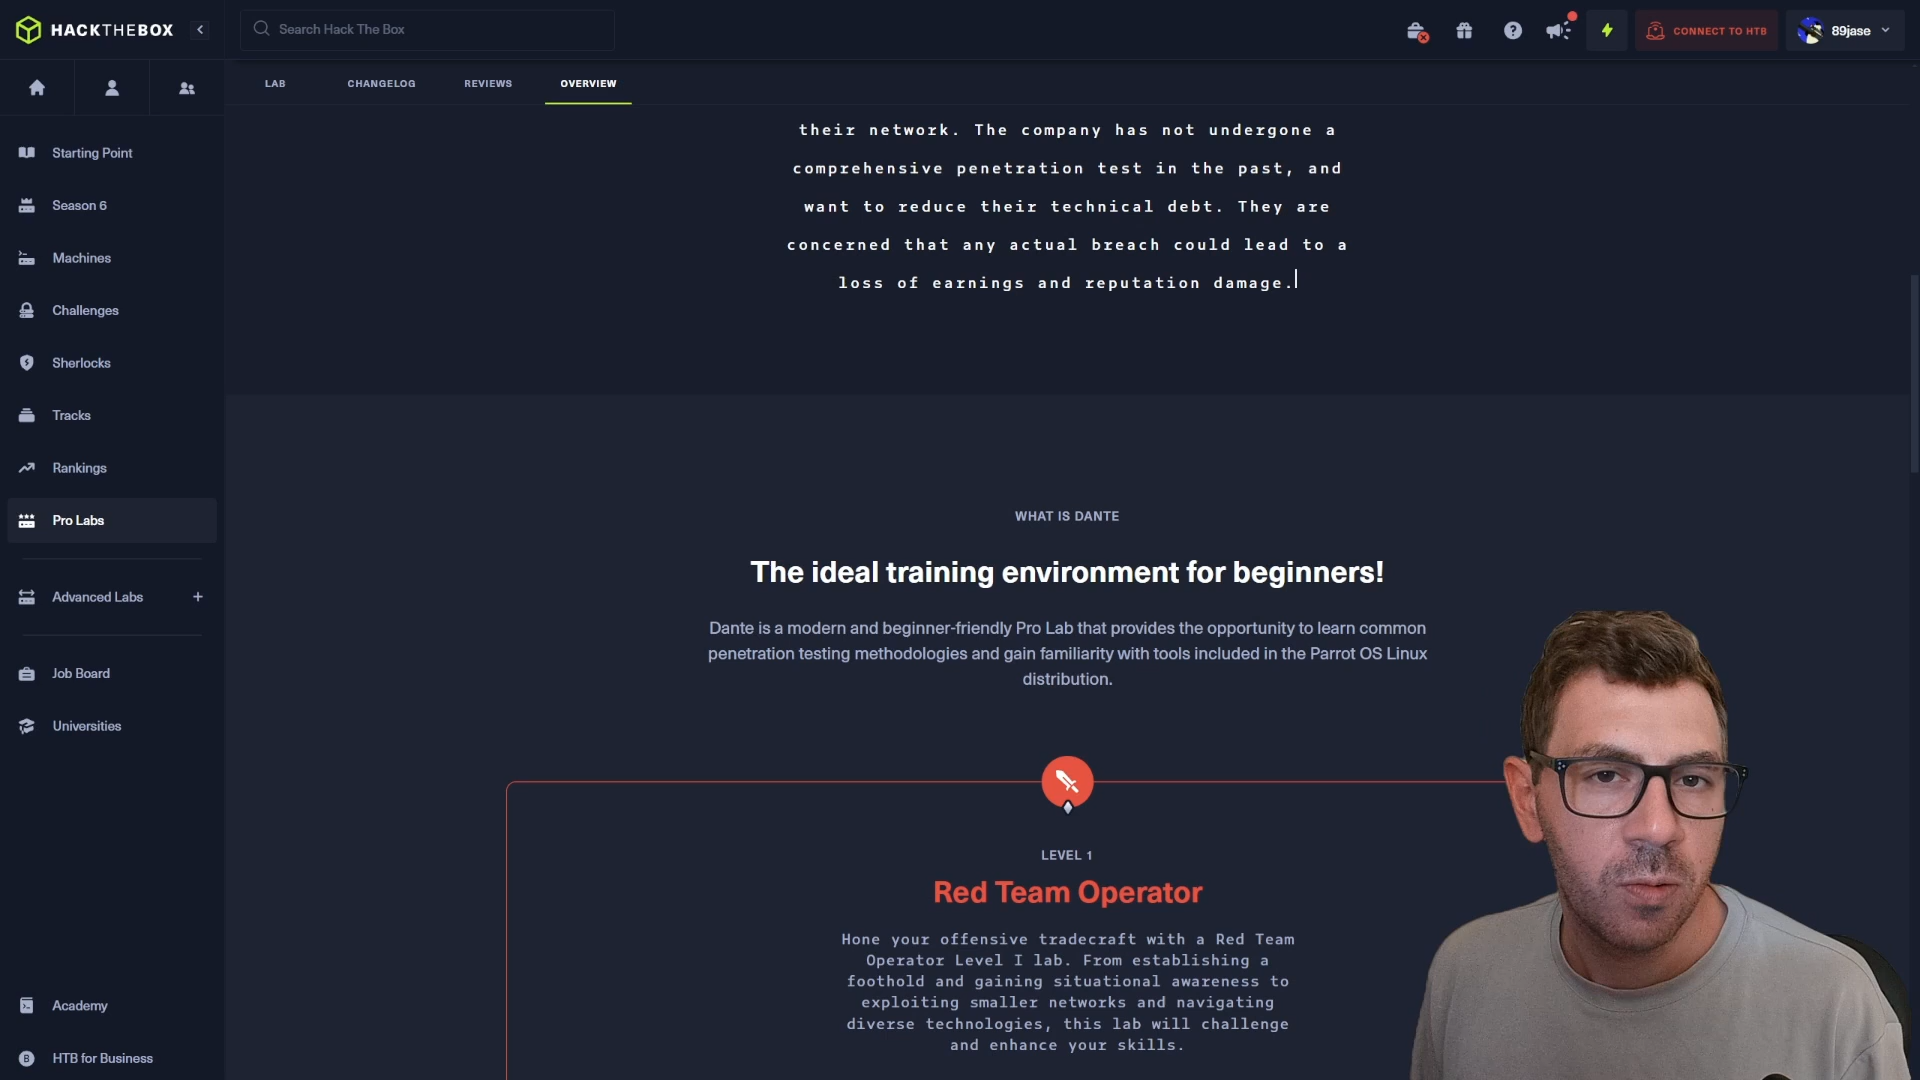 HACKTHEBOX
Search Hack The Box
CONNECT TO HTB
89jase
LAB
CHANGELOG
REVIEWS
OVERVIEW
Starting Point
Season 6
Machines
Challenges
Sherlocks
Tracks
Rankings
Pro Labs
Advanced Labs
Job Board
Universities
Academy
HTB for Business
their network. The company has not undergone a
comprehensive penetration test in the past, and
want to reduce their technical debt. They are
concerned that any actual breach could lead to a
loss of earnings and reputation damage.
WHAT IS DANTE
The ideal training environment for beginners!
Dante is a modern and beginner-friendly Pro Lab that provides the opportunity to learn common
penetration testing methodologies and gain familiarity with tools included in the Parrot OS Linux
distribution.
LEVEL 1
Red Team Operator
Hone your offensive tradecraft with a Red Team
Operator Level I lab. From establishing a
foothold and gaining situational awareness to
exploiting smaller networks and navigating
diverse technologies, this lab will challenge
and enhance your skills.